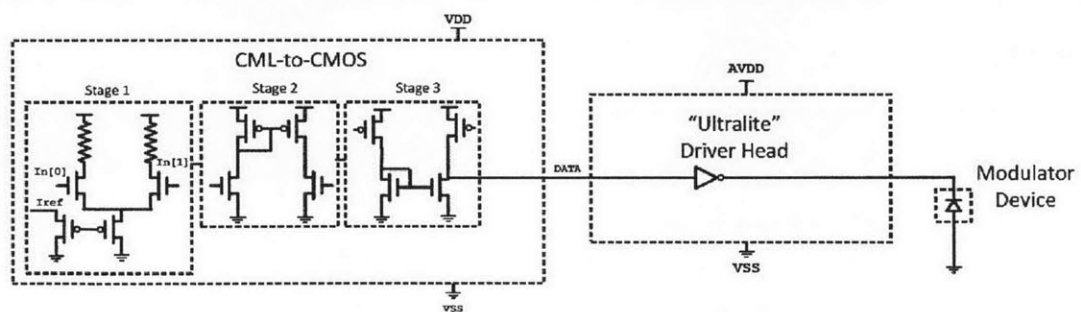 VDD
CML-to-CMOS
Stage 1
Stage 2
Stage 3
In[0]
In[1]
Iref
VSS
DATA
AVDD
"Ultralite"
Driver Head
VSS
Modulator
Device